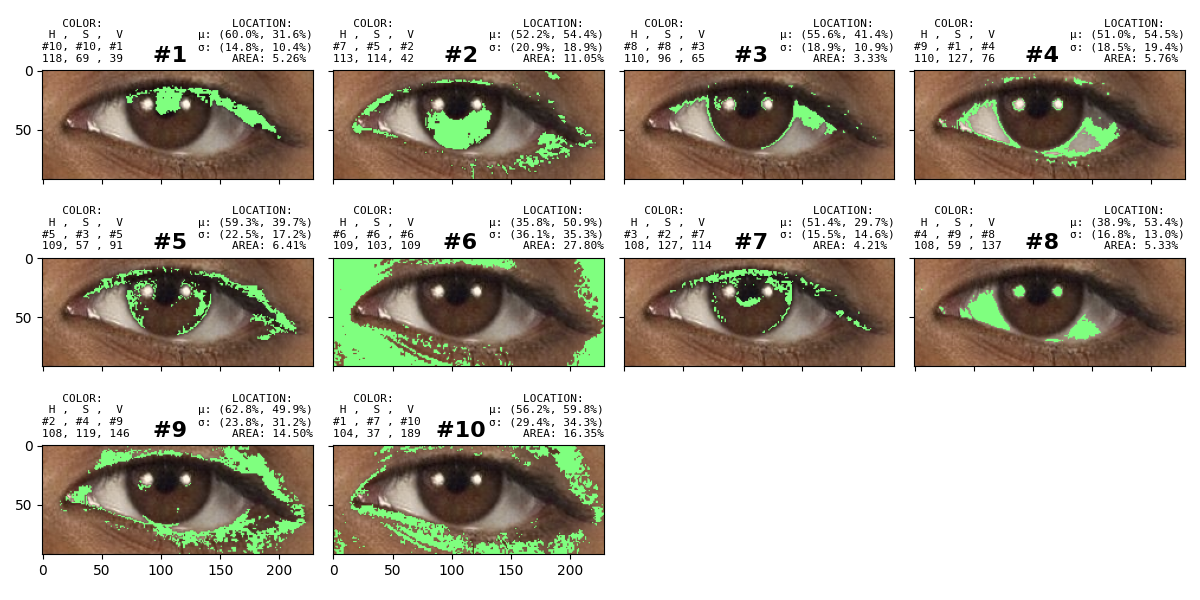 COLOR: LOCATION: COLOR: LOCATION: COLOR: LOCATION: COLOR: LOCATION:
H , S , V μ: (60.0%, 31.6%) H , S , V μ: (52.2%, 54.4%) H , S , V μ: (55.6%, 41.4%) H , S , V μ: (51.0%, 54.5%)
#10, #10, #1 σ: (14.8%, 10.4%) #7 , #5 , #2 σ: (20.9%, 18.9%) #8 , #8 , #3 σ: (18.9%, 10.9%) #9 , #1 , #4 σ: (18.5%, 19.4%)
118, 69 , 39 #1 AREA: 5.26% 113, 114, 42 #2 AREA: 11.05% 110, 96 , 65 #3 AREA: 3.33% 110, 127, 76 #4 AREA: 5.76%
0
50
COLOR: LOCATION: COLOR: LOCATION: COLOR: LOCATION: COLOR: LOCATION:
H , S , V μ: (59.3%, 39.7%) H , S , V μ: (35.8%, 50.9%) H , S , V μ: (51.4%, 29.7%) H , S , V μ: (38.9%, 53.4%)
#5 , #3 , #5 σ: (22.5%, 17.2%) #6 , #6 , #6 σ: (36.1%, 35.3%) #3 , #2 , #7 σ: (15.5%, 14.6%) #4 , #9 , #8 σ: (16.8%, 13.0%)
109, 57 , 91 #5 AREA: 6.41% 109, 103, 109 #6 AREA: 27.80% 108, 127, 114 #7 AREA: 4.21% 108, 59 , 137 #8 AREA: 5.33%
0
50
COLOR: LOCATION: COLOR: LOCATION:
H , S , V μ: (62.8%, 49.9%) H , S , V μ: (56.2%, 59.8%)
#2 , #4 , #9 σ: (23.8%, 31.2%) #1 , #7 , #10 σ: (29.4%, 34.3%)
108, 119, 146 #9 AREA: 14.50% 104, 37 , 189 #10 AREA: 16.35%
0
50
0 50 100 150 200 0 50 100 150 200